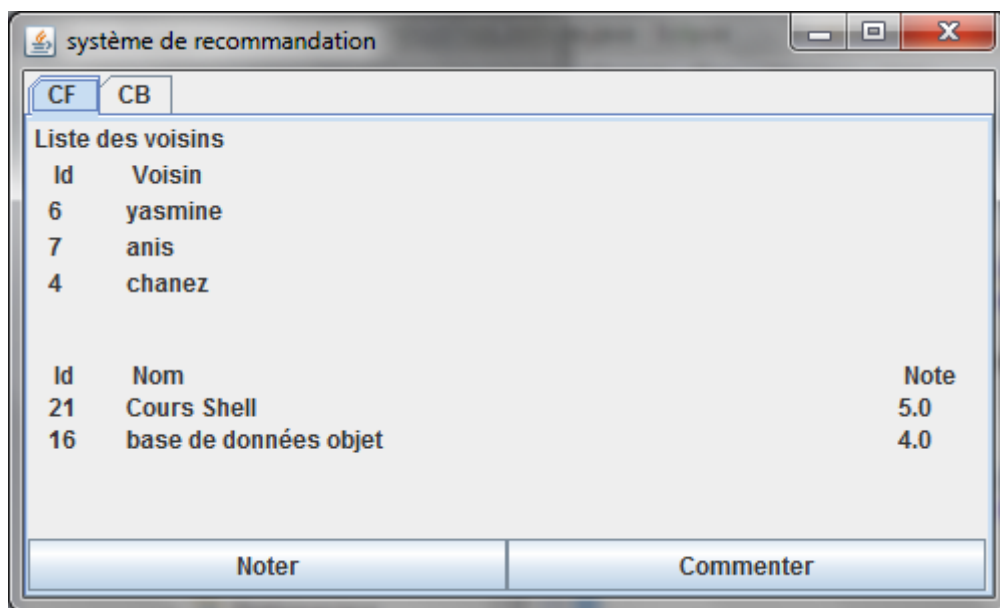 système de recommandation
CF CB
Liste des voisins
Id Voisin
6 yasmine
7 anis
4 chanez
Id Nom Note
21 Cours Shell 5.0
16 base de données objet 4.0
Noter Commenter